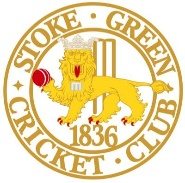 STOKE · GREEN
1836
CRICKET · CLUB